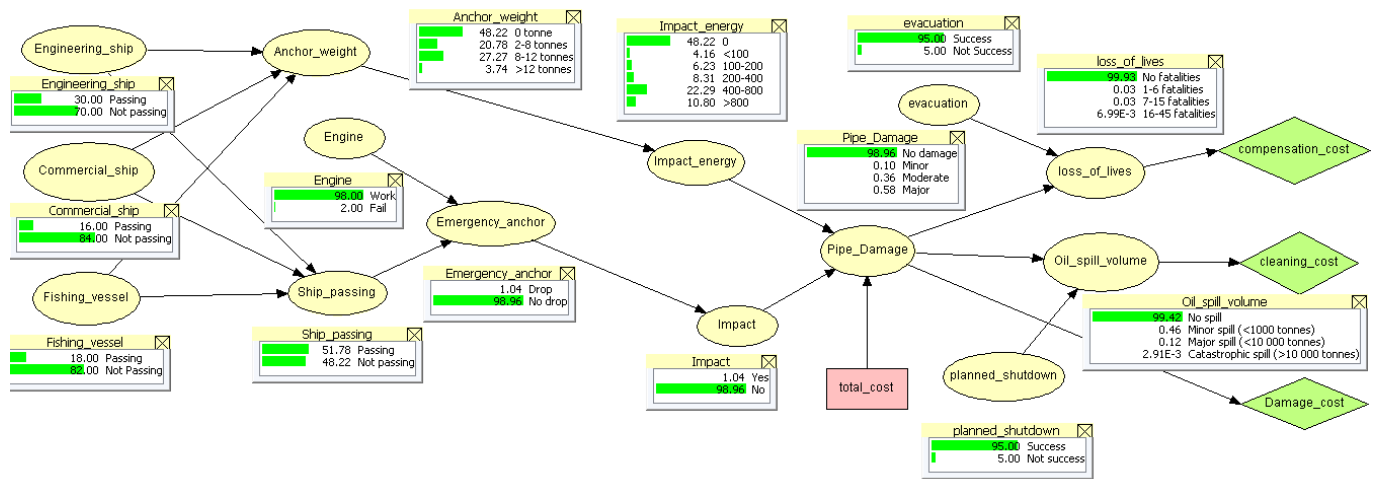 Engineering_ship
Engineering_ship
30.00 Passing
70.00 Not passing
Commercial_ship
Commercial_ship
16.00 Passing
84.00 Not passing
Fishing_vessel
Fishing_vessel
18.00 Passing
82.00 Not Passing
Anchor_weight
Anchor_weight
48.22 0 tonne
20.78 2-8 tonnes
27.27 8-12 tonnes
3.74 >12 tonnes
Engine
Engine
98.00 Work
2.00 Fail
Ship_passing
Ship_passing
51.78 Passing
48.22 Not passing
Emergency_anchor
Emergency_anchor
1.04 Drop
98.96 No drop
Impact_energy
48.22 0
4.16 <100
6.23 100-200
8.31 200-400
22.29 400-800
10.80 >800
Impact_energy
Impact
Impact
1.04 Yes
98.96 No
Pipe_Damage
98.96 No damage
0.10 Minor
0.36 Moderate
0.58 Major
Pipe_Damage
total_cost
evacuation
95.00 Success
5.00 Not Success
evacuation
loss_of_lives
99.93 No fatalities
0.03 1-6 fatalities
0.03 7-15 fatalities
6.99E-3 16-45 fatalities
loss_of_lives
compensation_cost
Oil_spill_volume
cleaning_cost
Oil_spill_volume
99.42 No spill
0.46 Minor spill (<1000 tonnes)
0.12 Major spill (<10 000 tonnes)
2.91E-3 Catastrophic spill (>10 000 tonnes)
planned_shutdown
Damage_cost
planned_shutdown
95.00 Success
5.00 Not success